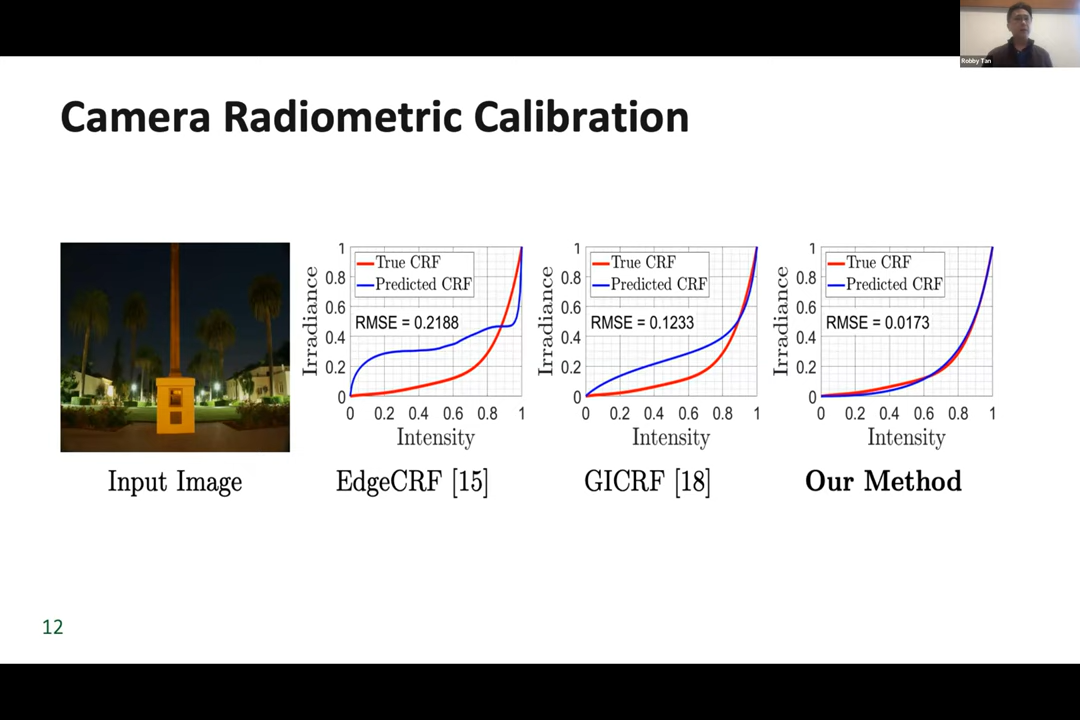 Robby Tan
Camera Radiometric Calibration
Irradiance
1
0.8
0.6
0.4
0.2
0
True CRF
Predicted CRF
RMSE = 0.2188
0 0.2 0.4 0.6 0.8 1
Intensity
Irradiance
1
0.8
0.6
0.4
0.2
0
True CRF
Predicted CRF
RMSE = 0.1233
0 0.2 0.4 0.6 0.8 1
Intensity
Irradiance
1
0.8
0.6
0.4
0.2
0
True CRF
Predicted CRF
RMSE = 0.0173
0 0.2 0.4 0.6 0.8 1
Intensity
Input Image
EdgeCRF [15]
GICRF [18]
Our Method
12